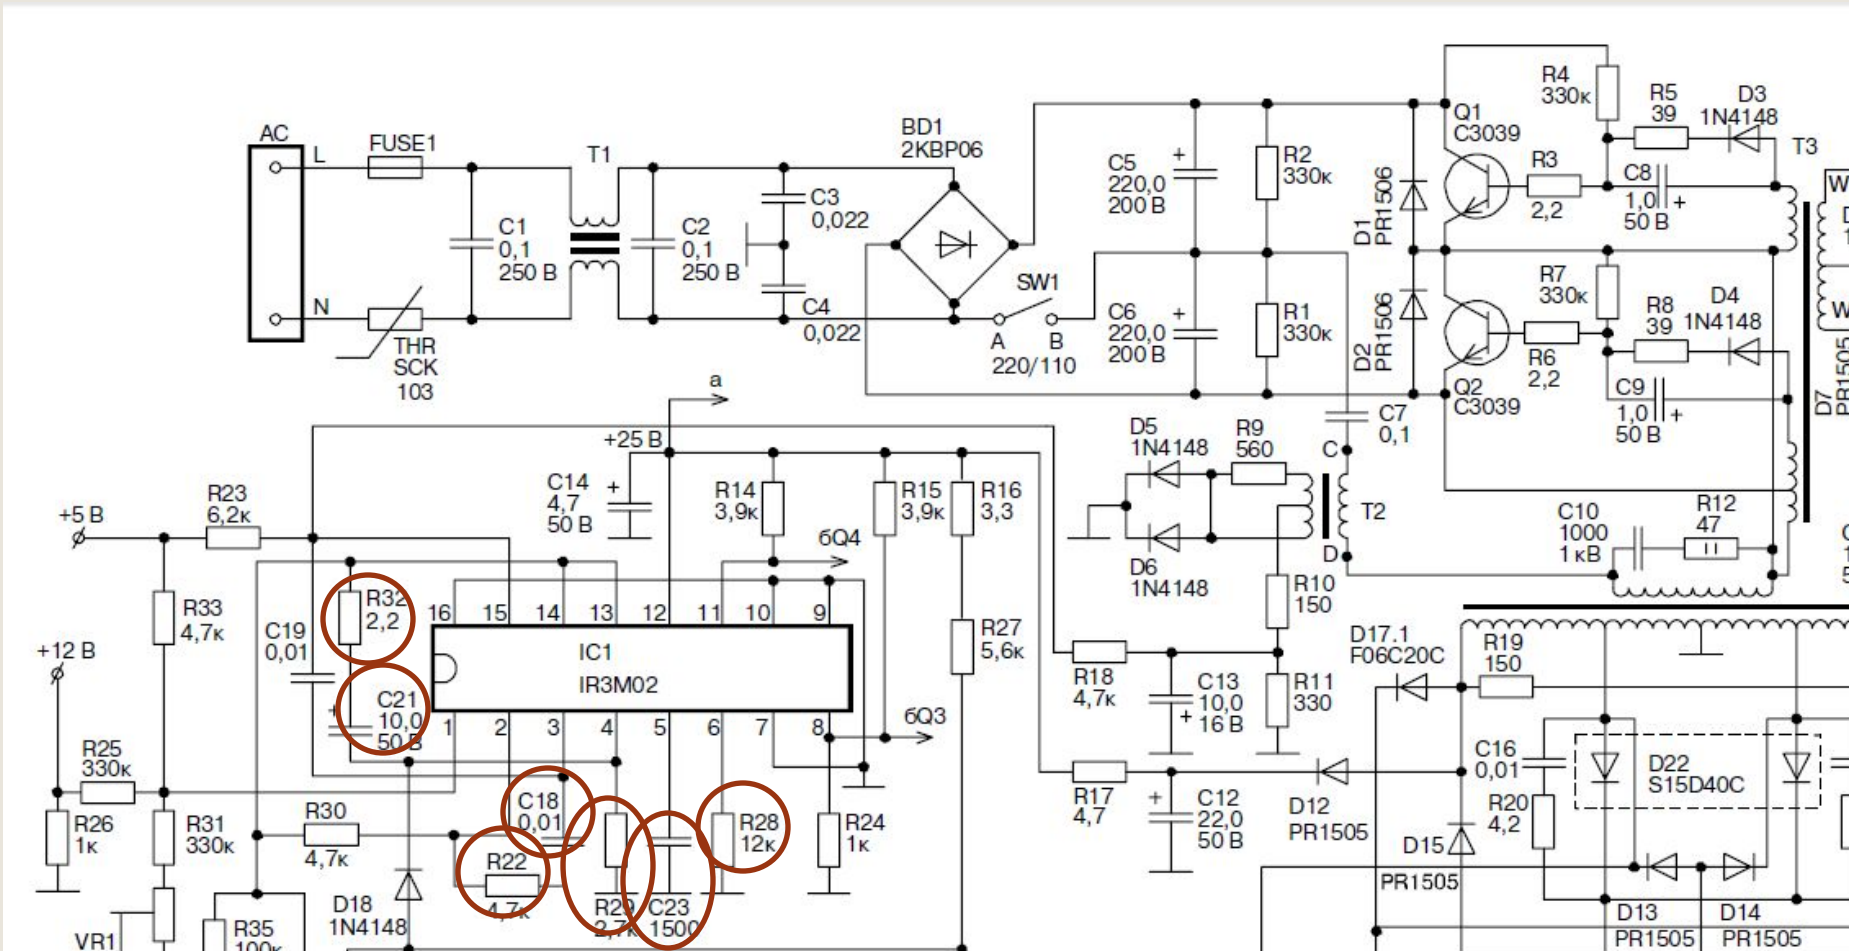 AC
L
N
FUSE1
THR
SCK
103
C1
0,1
250 В
T1
C2
0,1
250 В
C3
0,022
C4
0,022
BD1
2KBP06
SW1
A
B
220/110
C5
220,0
200 В
+
C6
220,0
200 В
+
R2
330к
R1
330к
D1
PR1506
D2
PR1506
Q1
C3039
Q2
C3039
R4
330к
R5
39
D3
1N4148
T3
R3
2,2
C8
1,0
50 В
+
R7
330к
R8
39
D4
1N4148
R6
2,2
C9
1,0
50 В
+
W
W
D7
PR1505
C7
0,1
C
D
T2
D5
1N4148
D6
1N4148
R9
560
R10
150
R11
330
C10
1000
1 кВ
R12
47
a
+25 В
C14
4,7
50 В
+
R14
3,9к
R15
3,9к
R16
3,3
бQ4
бQ3
R27
5,6к
+5 В
R23
6,2к
R33
4,7к
+12 В
C19
0,01
R32
2,2
C21
10,0
50 В
16
15
14
13
12
11
10
9
IC1
IR3M02
1
2
3
4
5
6
7
8
R25
330к
R26
1к
R31
330к
R30
4,7к
R22
4,7к
C18
0,01
R29
2,7к
C23
1500
R28
12к
R24
1к
D18
1N4148
VR1
R35
100к
R18
4,7к
C13
10,0
16 В
+
R17
4,7
C12
22,0
50 В
+
D12
PR1505
D17.1
F06C20C
R19
150
C16
0,01
R20
4,2
D22
S15D40C
D15
PR1505
D13
PR1505
D14
PR1505